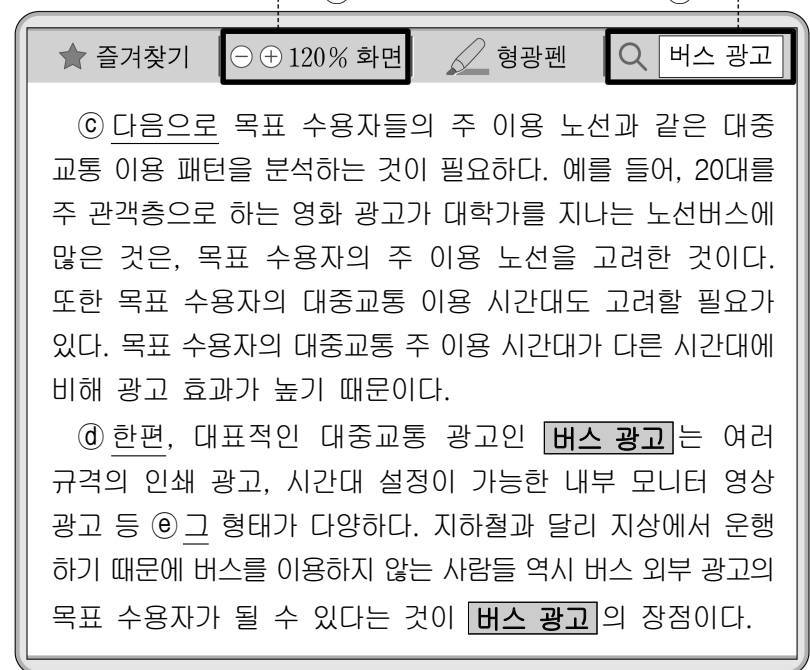 ★ 즐겨찾기 ⊖⊕120% 화면 형광펜 버스 광고
ⓒ다음으로 목표 수용자들의 주 이용 노선과 같은 대중
교통 이용 패턴을 분석하는 것이 필요하다. 예를 들어, 20대를
주 관객층으로 하는 영화 광고가 대학가를 지나는 노선버스에
많은 것은, 목표 수용자의 주 이용 노선을 고려한 것이다.
또한 목표 수용자의 대중교통 이용 시간대도 고려할 필요가
있다. 목표 수용자의 대중교통 주 이용 시간대가 다른 시간대에
비해 광고 효과가 높기 때문이다.
ⓓ한편, 대표적인 대중교통 광고인 버스 광고는 여러
규격의 인쇄 광고, 시간대 설정이 가능한 내부 모니터 영상
광고 등 ⓔ그 형태가 다양하다. 지하철과 달리 지상에서 운행
하기 때문에 버스를 이용하지 않는 사람들 역시 버스 외부 광고의
목표 수용자가 될 수 있다는 것이 버스 광고의 장점이다.